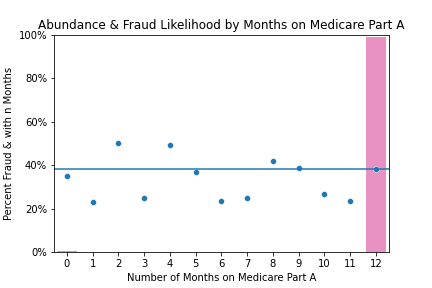 Abundance & Fraud Likelihood by Months on Medicare Part A
100%
80%
60%
40%
20%
0%
Percent Fraud & with n Months
0 1 2 3 4 5 6 7 8 9 10 11 12
Number of Months on Medicare Part A